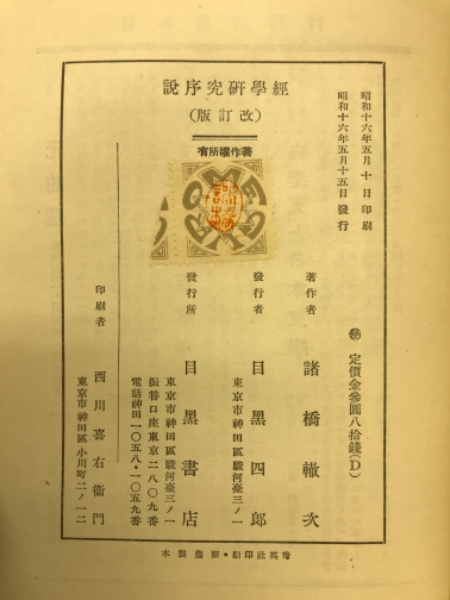 昭和十六年五月十日印刷
昭和十六年五月十五日發行
㊞ 定價金參圓八拾錢(D)
經學研究序說
(改訂版)
著作權所有
著作者 諸橋轍次
發行者 目黑四郎
東京市神田區駿河臺三ノ一
發行所 目黑書店
東京市神田區駿河臺三ノ一
振替口座東京二八〇九番
電話神田一〇五八・一〇五九番
印刷者 西川喜右衞門
東京市神田區小川町二ノ一二